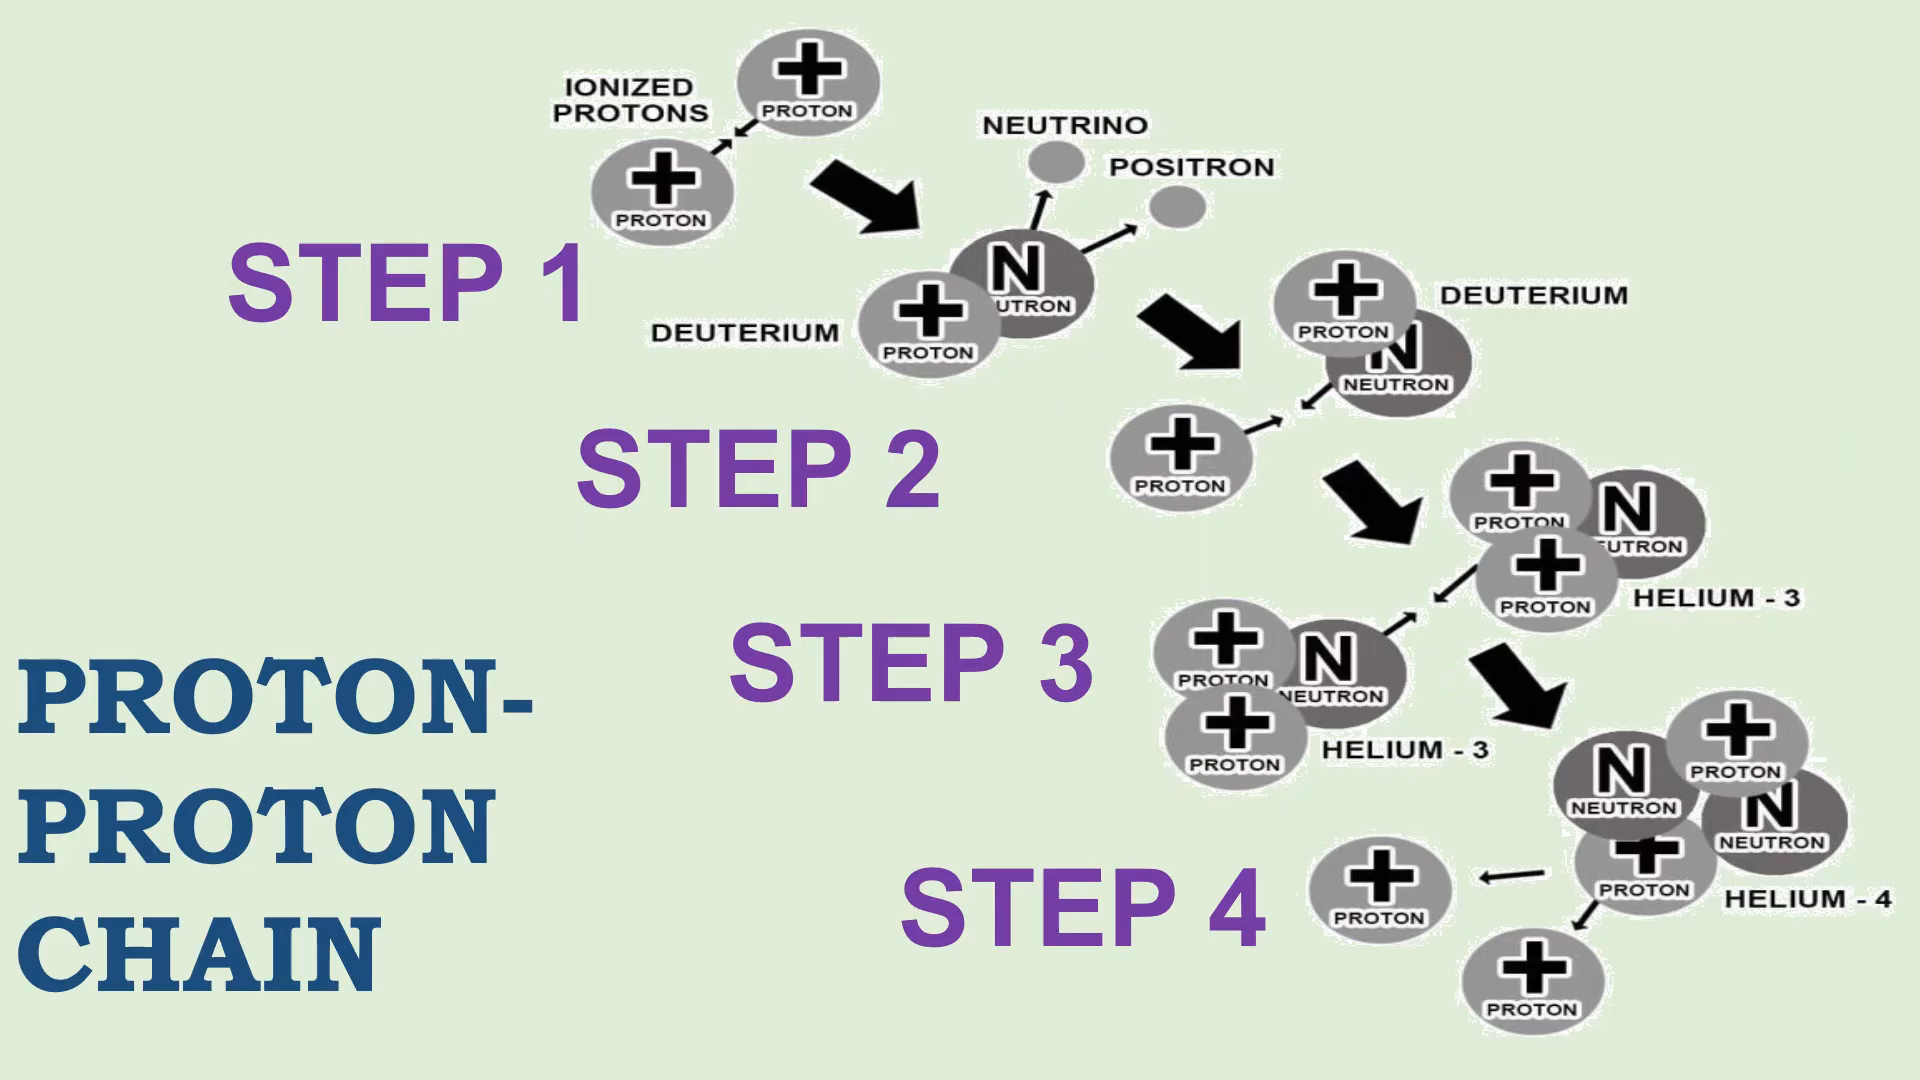 IONIZED
PROTONS
+
PROTON
+
PROTON
NEUTRINO
POSITRON
STEP 1
DEUTERIUM
+
PROTON
N
UTRON
+
PROTON
N
NEUTRON
DEUTERIUM
STEP 2
+
PROTON
+
PROTON
N
EUTRON
+
PROTON
HELIUM - 3
STEP 3
+
PROTON
N
NEUTRON
+
PROTON
HELIUM - 3
PROTON-
PROTON
CHAIN
STEP 4
N
NEUTRON
+
PROTON
N
NEUTRON
+
PROTON
HELIUM - 4
+
PROTON
+
PROTON